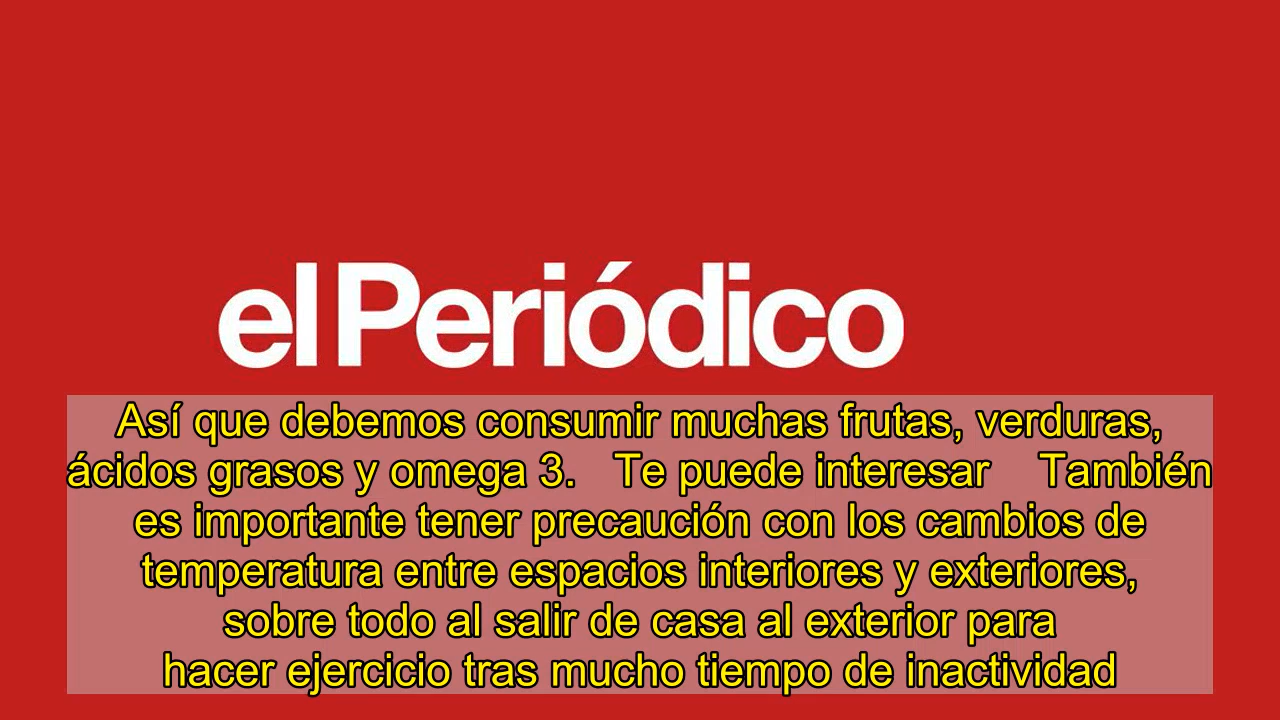 el Periódico
Así que debemos consumir muchas frutas, verduras,
ácidos grasos y omega 3.   Te puede interesar    También
es importante tener precaución con los cambios de
temperatura entre espacios interiores y exteriores,
sobre todo al salir de casa al exterior para
hacer ejercicio tras mucho tiempo de inactividad